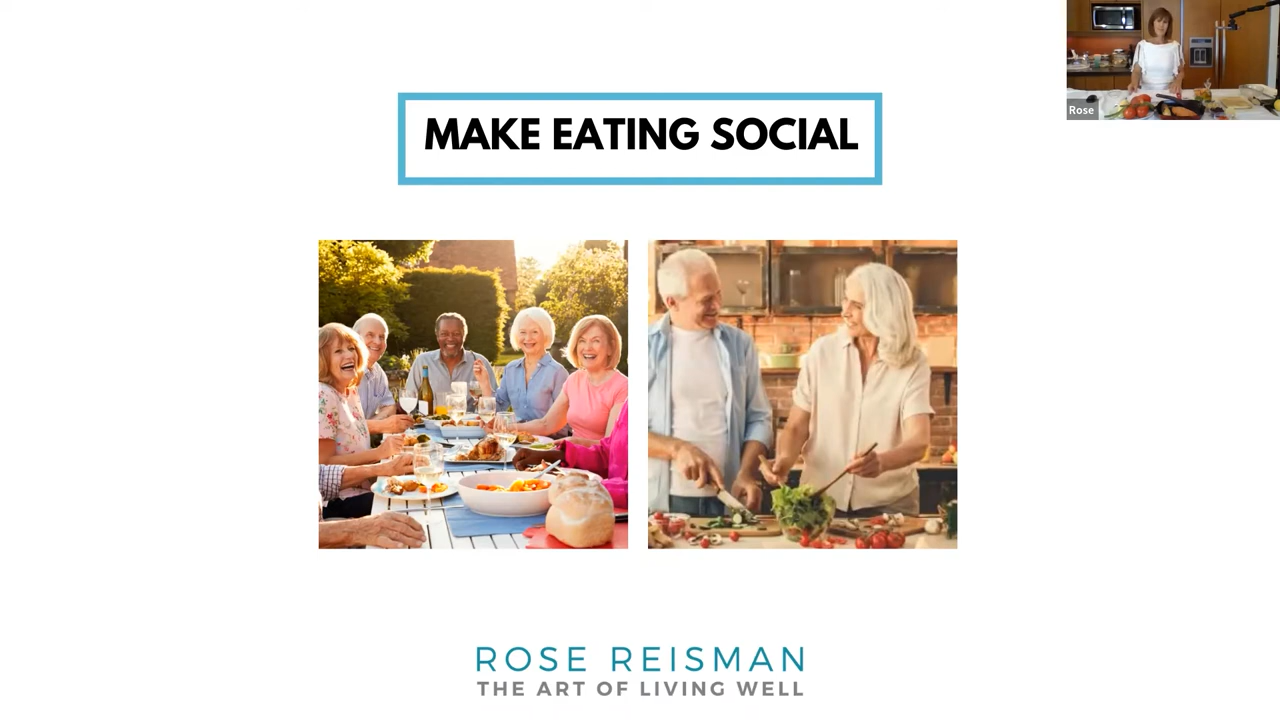 Rose
MAKE EATING SOCIAL
ROSE REISMAN
THE ART OF LIVING WELL